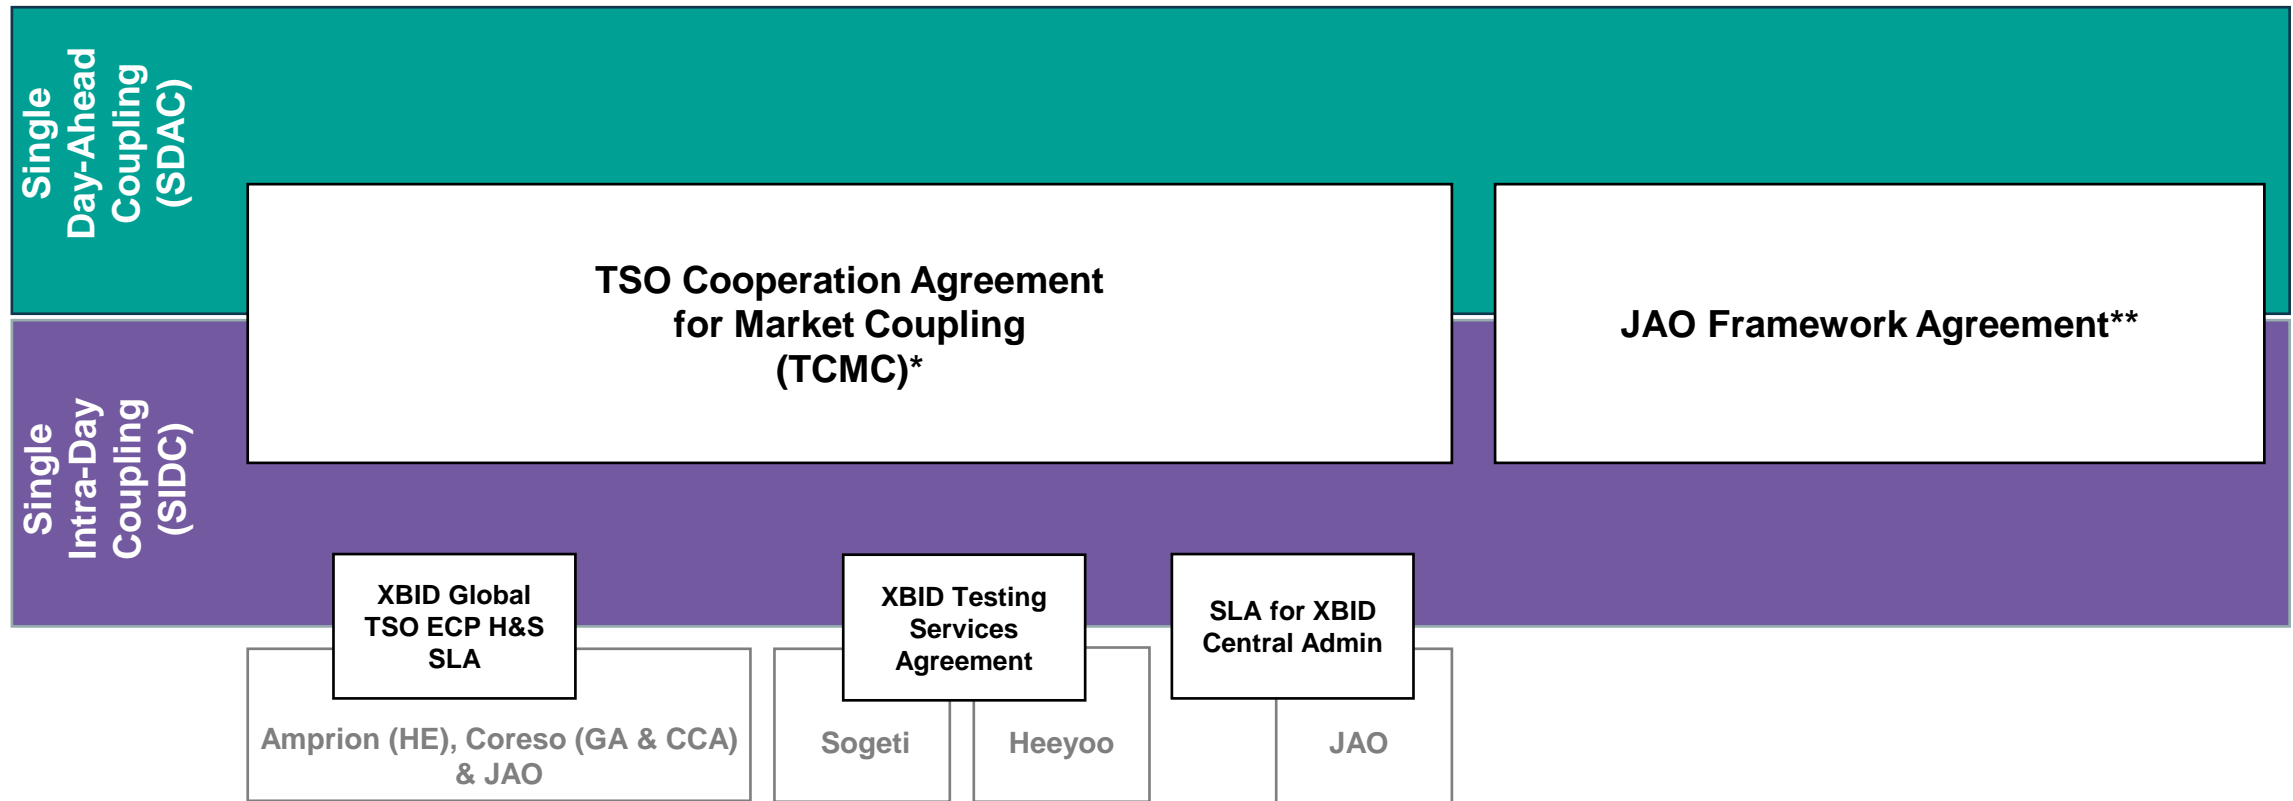 Single
Day-Ahead
Coupling
(SDAC)
TSO Cooperation Agreement
for Market Coupling
(TCMC)*
JAO Framework Agreement**
Single
Intra-Day
Coupling
(SIDC)
XBID Global
TSO ECP H&S
SLA
XBID Testing
Services
Agreement
SLA for XBID
Central Admin
Amprion (HE), Coreso (GA & CCA)
& JAO
Sogeti
Heeyoo
JAO